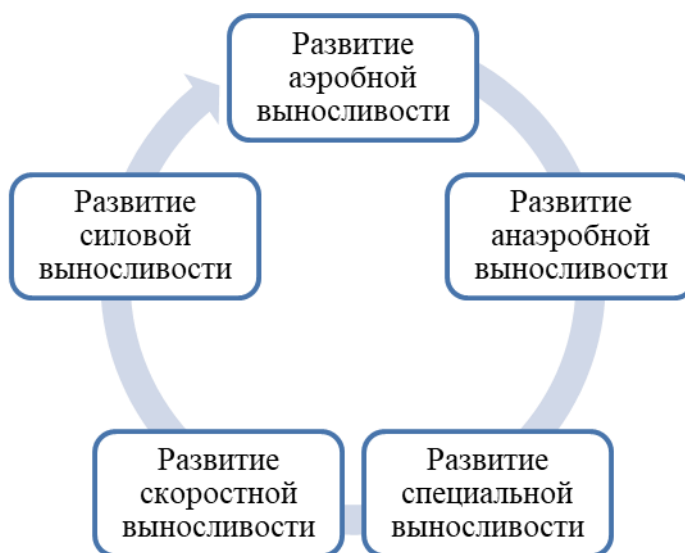 Развитие
аэробной
выносливости
Развитие
анаэробной
выносливости
Развитие
специальной
выносливости
Развитие
скоростной
выносливости
Развитие
силовой
выносливости